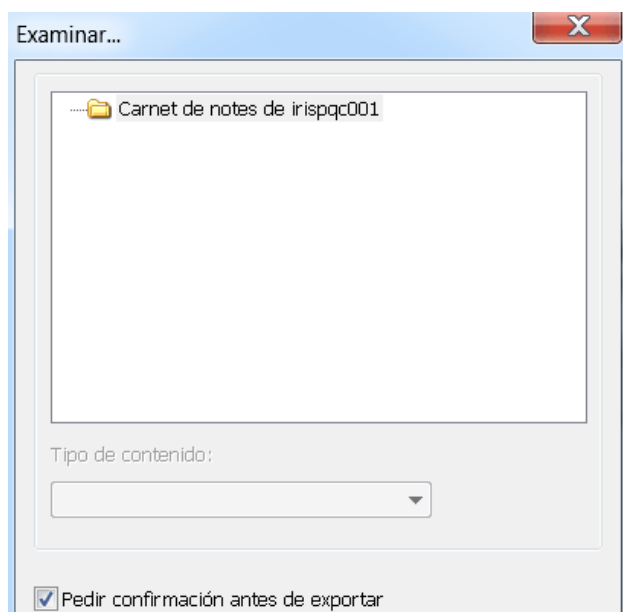 Examinar...
Carnet de notes de irispqc001
Tipo de contenido:
Pedir confirmación antes de exportar